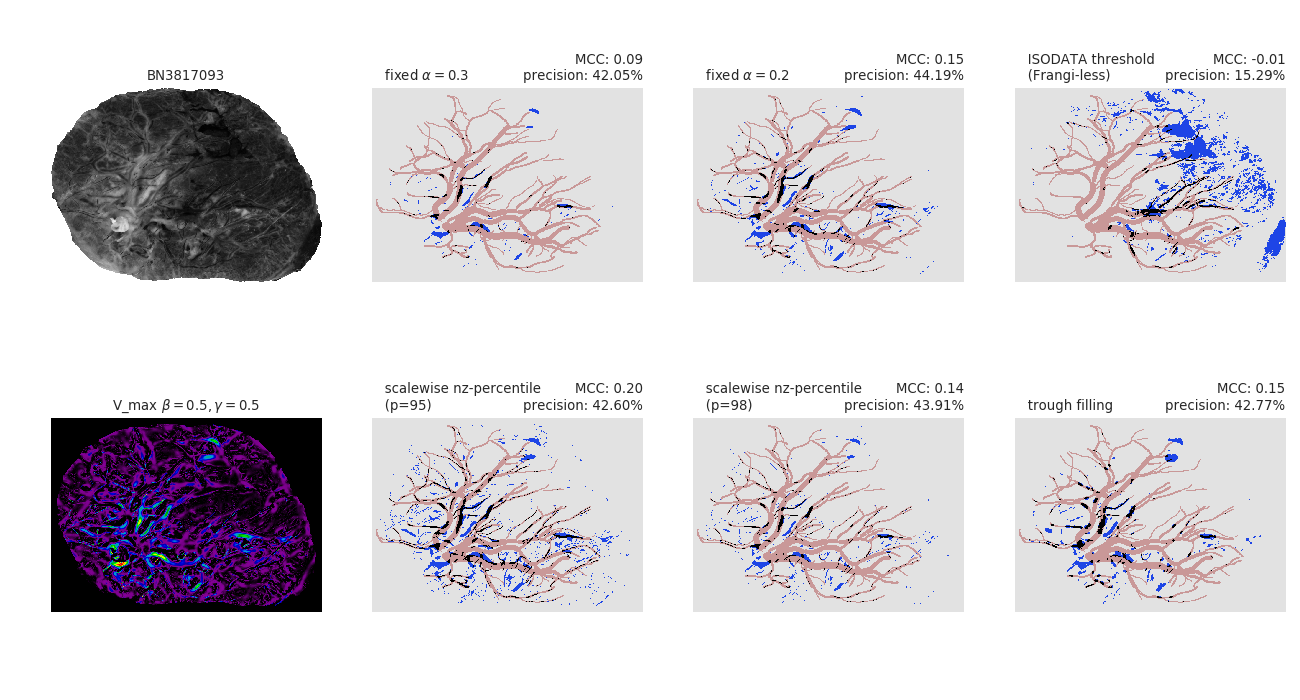 BN3817093
MCC: 0.09
fixed α = 0.3 precision: 42.05%
MCC: 0.15
fixed α = 0.2 precision: 44.19%
ISODATA threshold MCC: -0.01
(Frangi-less) precision: 15.29%
V_max β = 0.5, γ = 0.5
scalewise nz-percentile MCC: 0.20
(p=95) precision: 42.60%
scalewise nz-percentile MCC: 0.14
(p=98) precision: 43.91%
MCC: 0.15
trough filling precision: 42.77%